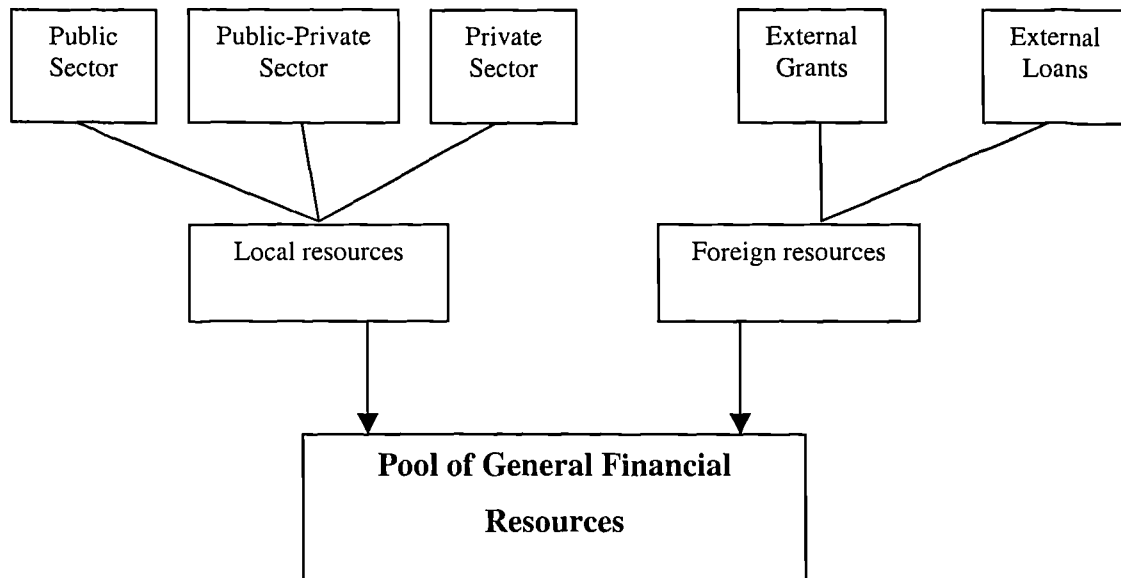 Public
Sector
Public-Private
Sector
Private
Sector
External
Grants
External
Loans
Local resources
Foreign resources
Pool of General Financial
Resources